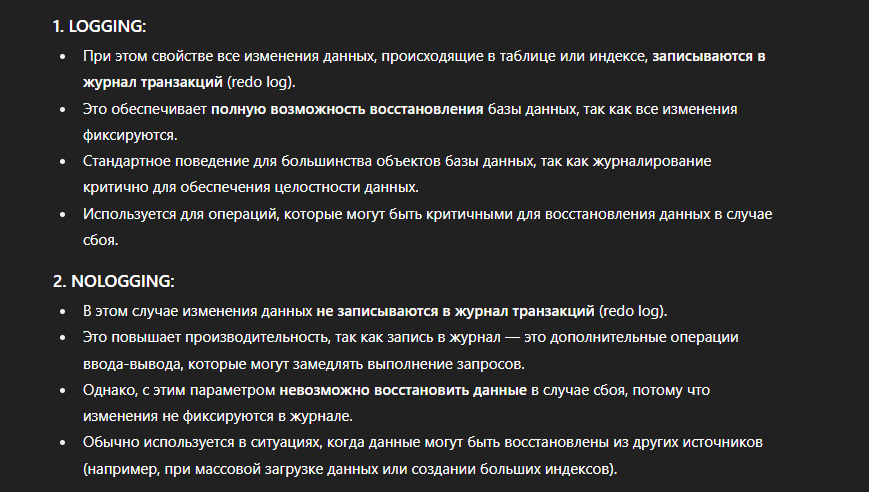 1. LOGGING:
• При этом свойстве все изменения данных, происходящие в таблице или индексе, записываются в
журнал транзакций (redo log).
• Это обеспечивает полную возможность восстановления базы данных, так как все изменения
фиксируются.
• Стандартное поведение для большинства объектов базы данных, так как журналирование
критично для обеспечения целостности данных.
• Используется для операций, которые могут быть критичными для восстановления данных в случае
сбоя.
2. NOLOGGING:
• В этом случае изменения данных не записываются в журнал транзакций (redo log).
• Это повышает производительность, так как запись в журнал — это дополнительные операции
ввода-вывода, которые могут замедлять выполнение запросов.
• Однако, с этим параметром невозможно восстановить данные в случае сбоя, потому что
изменения не фиксируются в журнале.
• Обычно используется в ситуациях, когда данные могут быть восстановлены из других источников
(например, при массовой загрузке данных или создании больших индексов).